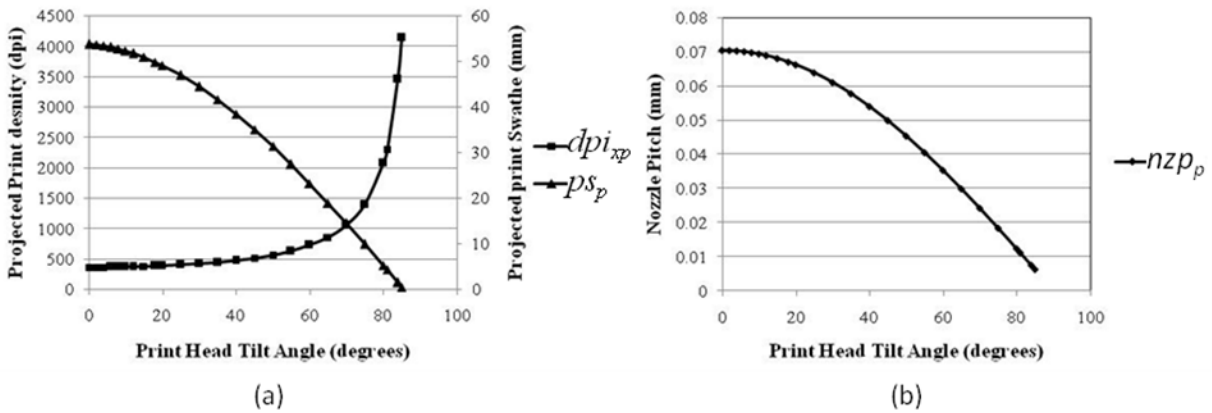 4500
4000
3500
3000
2500
2000
1500
1000
500
0
Projected Print desnity (dpi)
60
50
40
30
20
10
0
Projected print Swathe (mm)
0 20 40 60 80 100
Print Head Tilt Angle (degrees)
dpi_xp
ps_p
(a)
0.08
0.07
0.06
0.05
0.04
0.03
0.02
0.01
0
Nozzle Pitch (mm)
0 20 40 60 80 100
Print Head Tilt Angle (degrees)
nzp_p
(b)